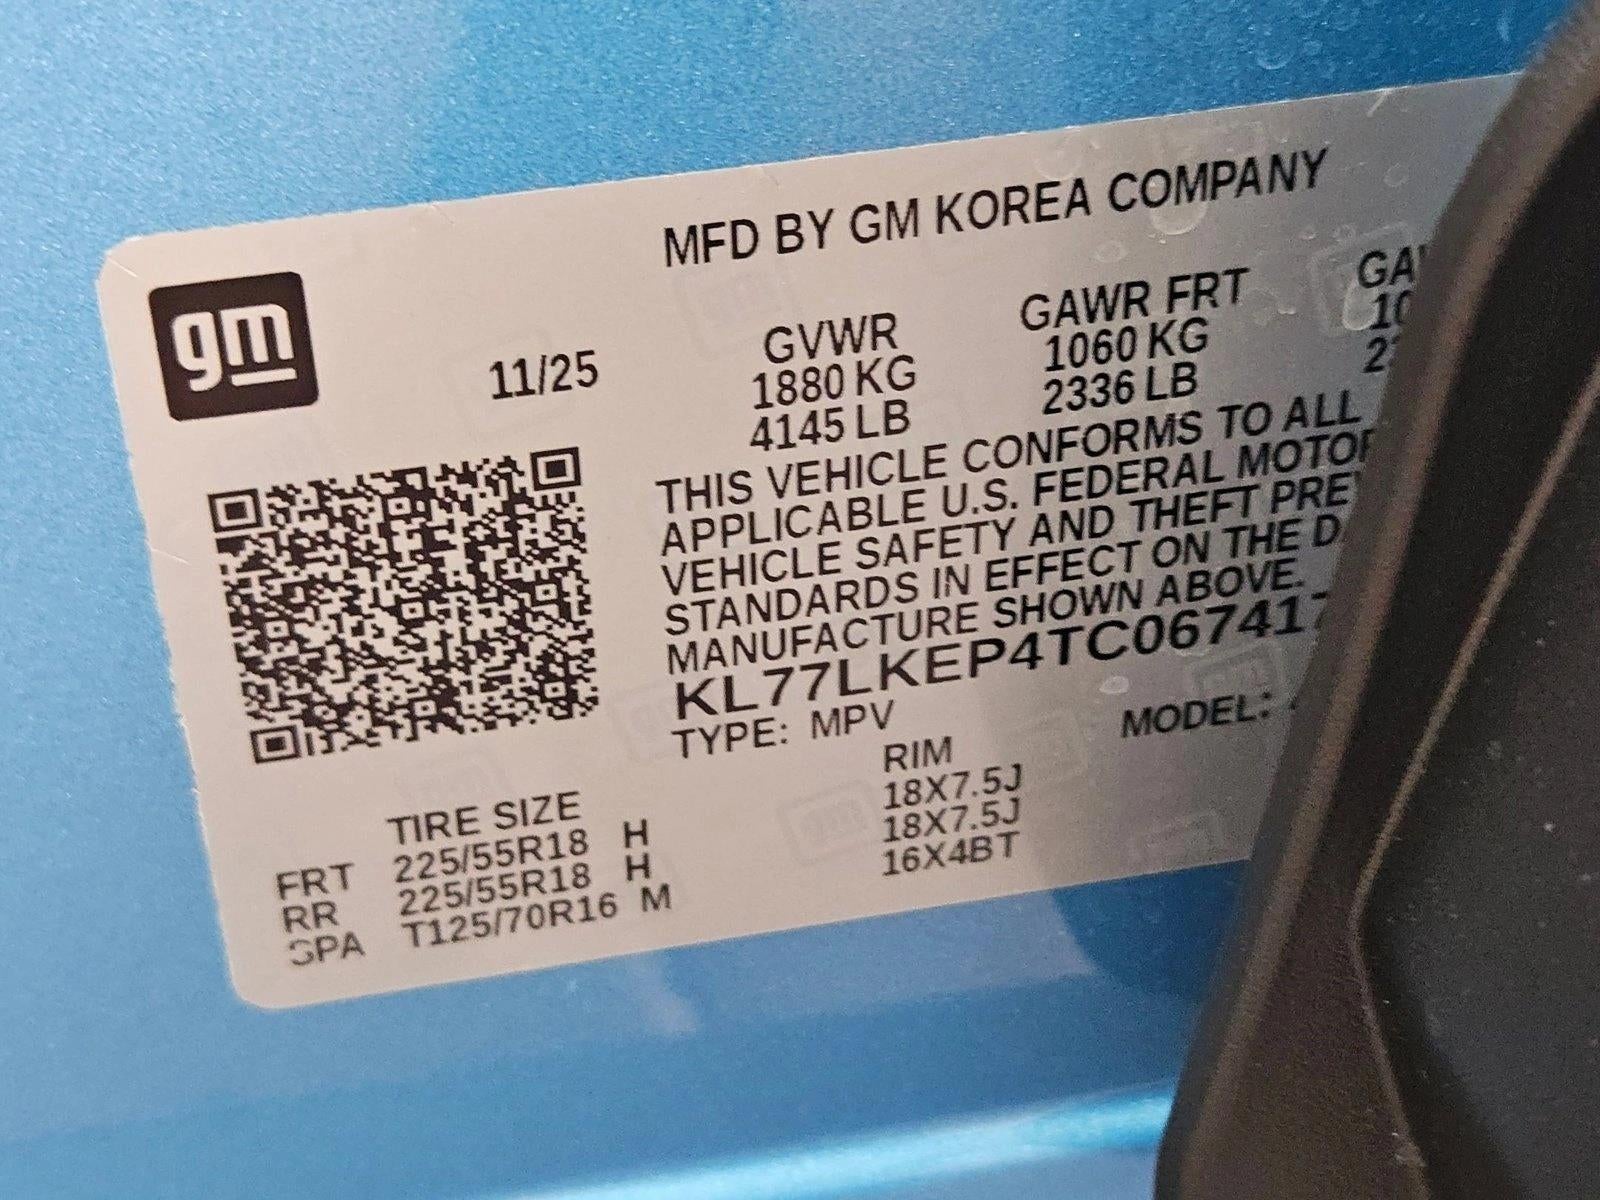 MFD BY GM KOREA COMPANY
gm
11/25
GVWR
1880 KG
4145 LB
GAWR FRT
1060 KG
2336 LB
THIS VEHICLE CONFORMS TO ALL
APPLICABLE U.S. FEDERAL MOTOR
VEHICLE SAFETY AND THEFT
STANDARDS IN EFFECT ON THE
MANUFACTURE SHOWN ABOVE.
KL77LKEP4TC067417
TYPE: MPV
MODEL:
TIRE SIZE
RIM
FRT 225/55R18 H 18X7.5J
RR 225/55R18 H 18X7.5J
SPA T125/70R16 M 16X4BT